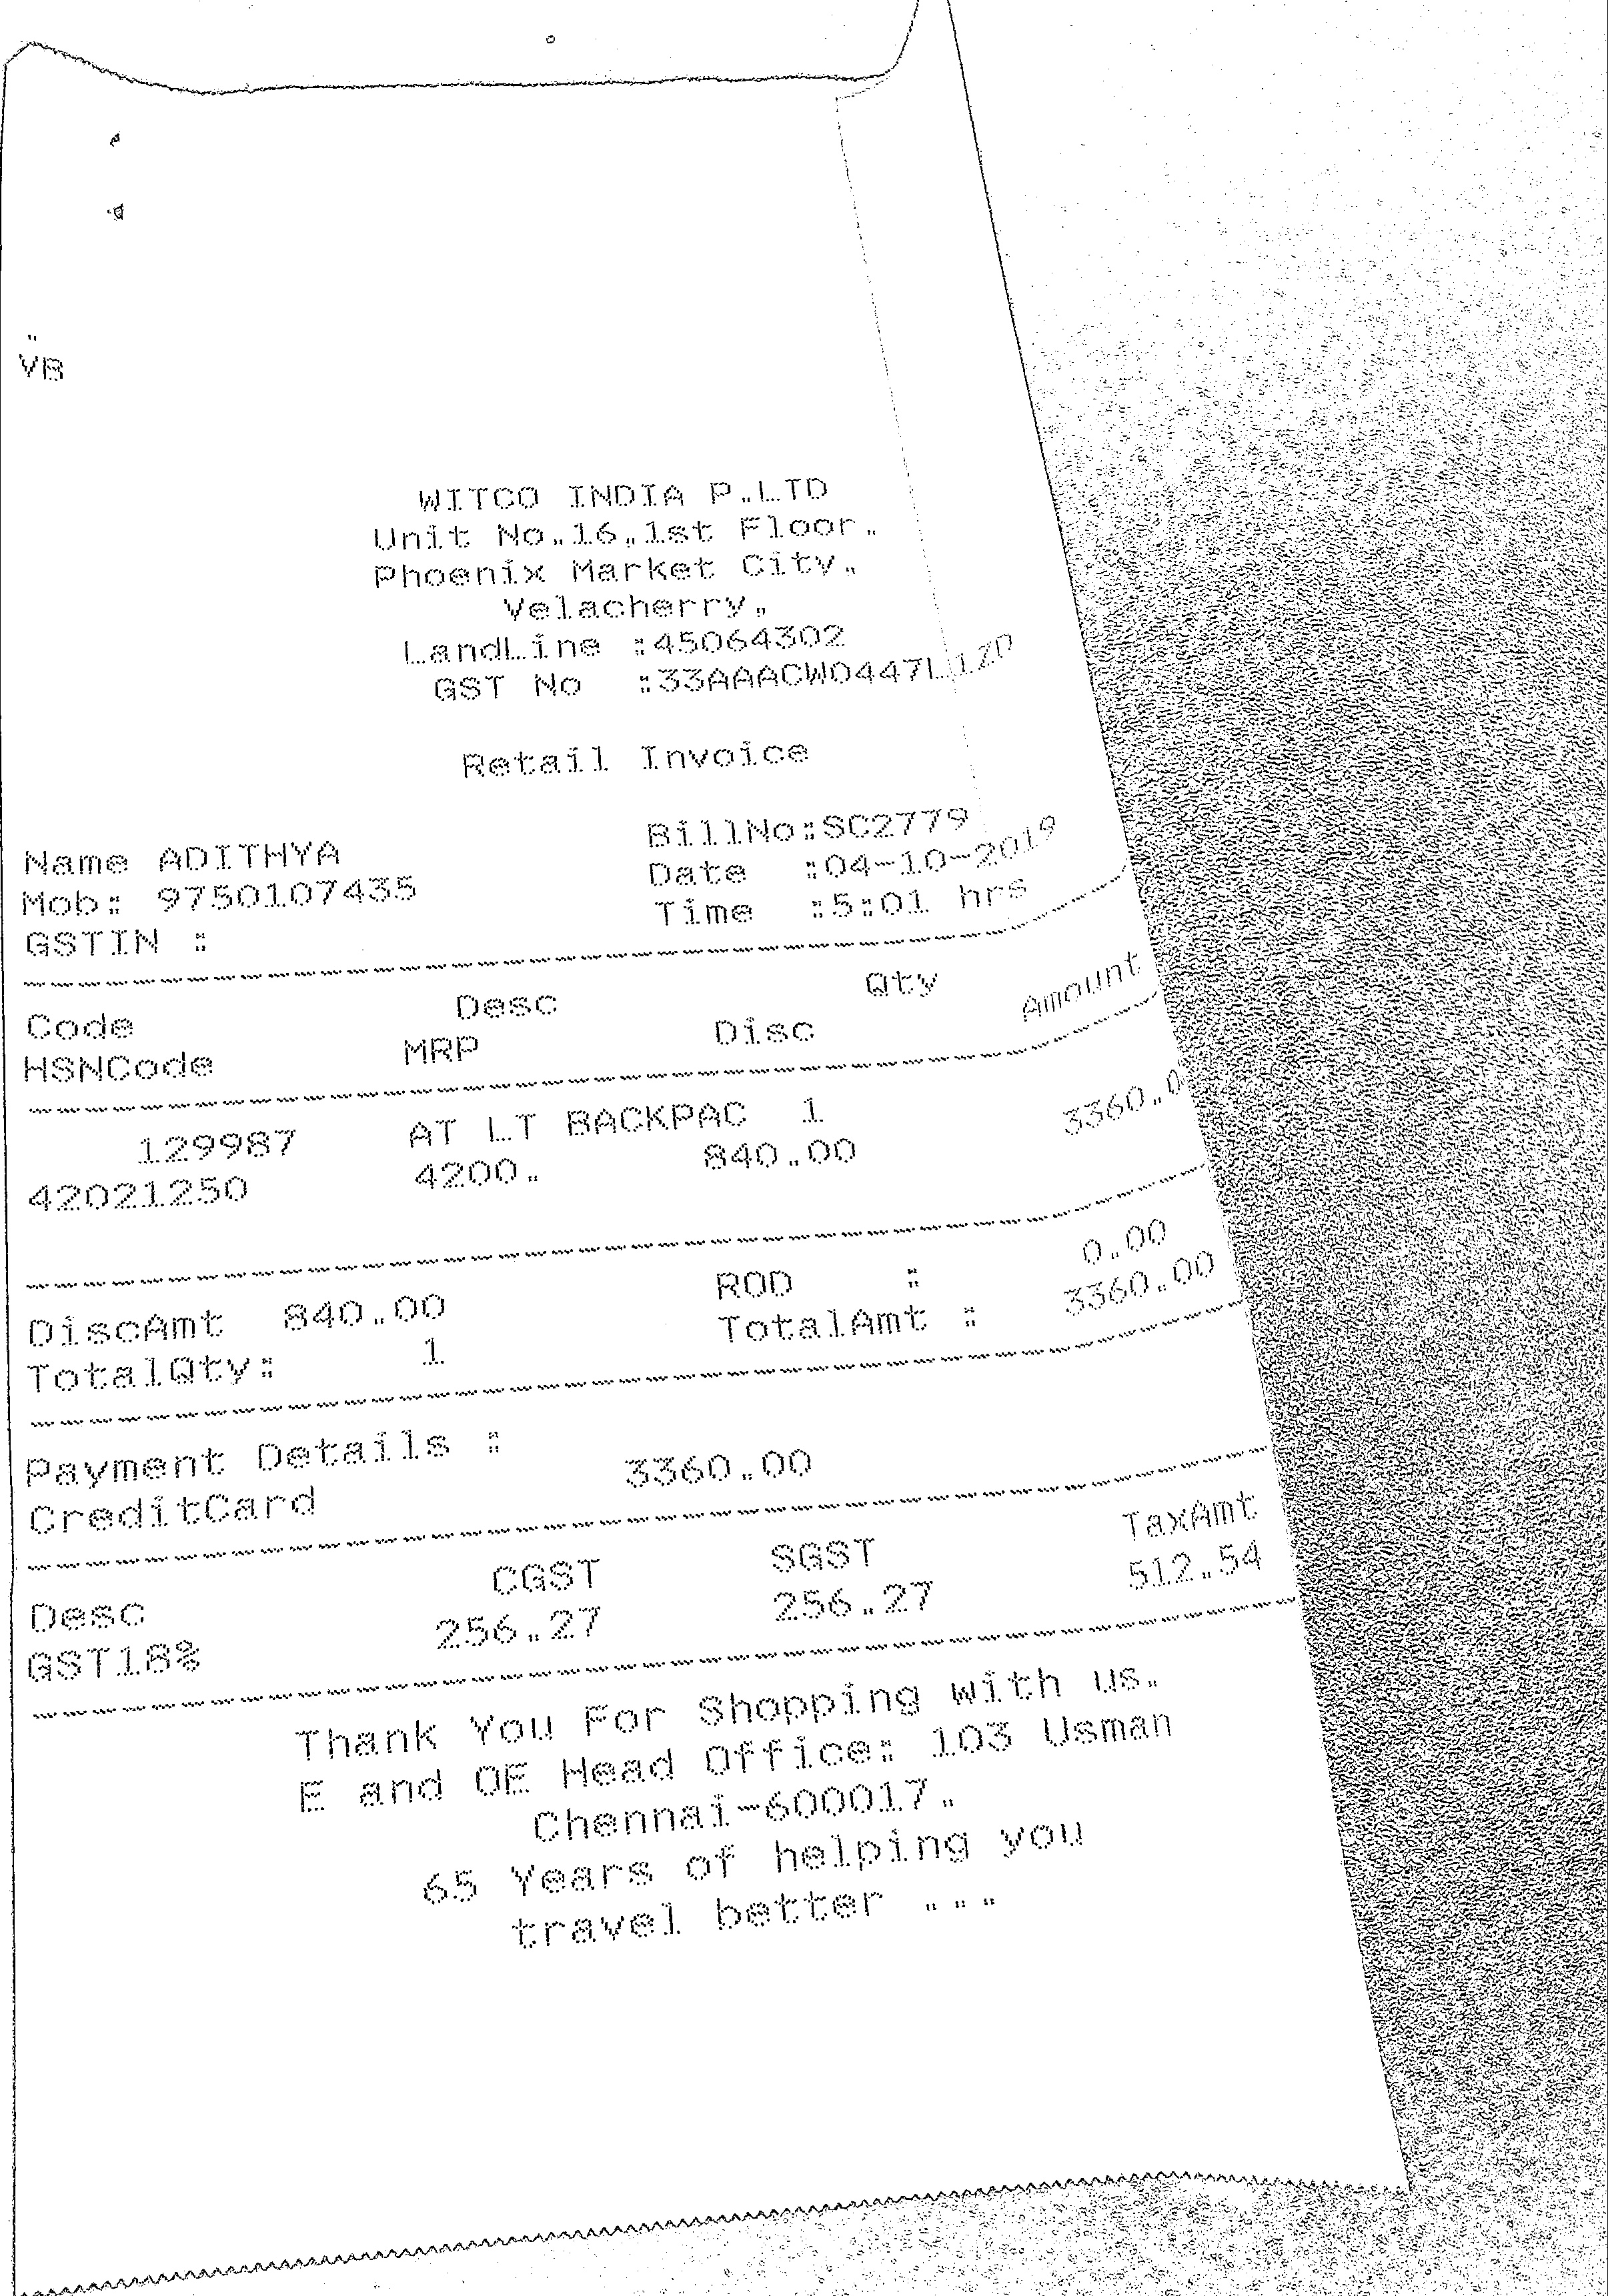 VB
WITCO INDIA P.LTD
Unit No.16,1st Floor.
Phoenix Market City.
Velacherry.
LandLine :45064302
GST No :33AAACW0447L1ZD
Retail Invoice
Name ADITHYA BillNo:SC2779
Mob: 9750107435 Date :04-10-2019
GSTIN : Time :5:01 hrs
Code Desc Qty Amount
HSNCode MRP Disc
129987 AT LT BACKPAC 1 3360.0
42021250 4200. 840.00
DiscAmt 840.00 ROD : 0.00
TotalQty: 1 TotalAmt : 3360.00
Payment Details :
CreditCard 3360.00
Desc CGST SGST TaxAmt
GST18% 256.27 256.27 512.54
Thank You For Shopping with us.
E and OE Head Office: 103 Usman
Chennai-600017.
65 Years of helping you
travel better ...